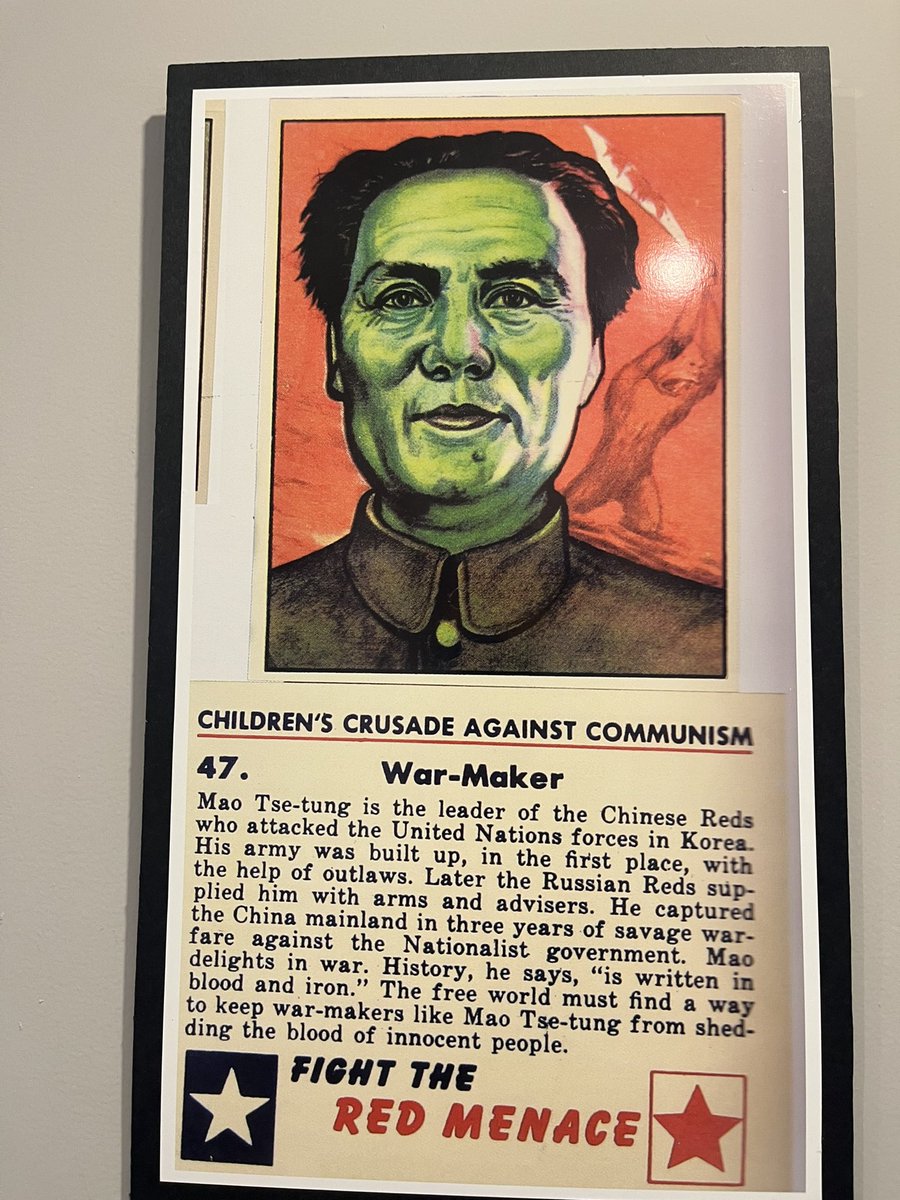 CHILDREN'S CRUSADE AGAINST COMMUNISM
47. War-Maker
Mao Tse-tung is the leader of the Chinese Reds
who attacked the United Nations forces in Korea.
His army was built up, in the first place, with
the help of outlaws. Later the Russian Reds sup-
plied him with arms and advisers. He captured
the China mainland in three years of savage war-
fare against the Nationalist government. Mao
delights in war. History, he says, “is written in
blood and iron.” The free world must find a way
to keep war-makers like Mao Tse-tung from shed-
ding the blood of innocent people.
FIGHT THE
RED MENACE